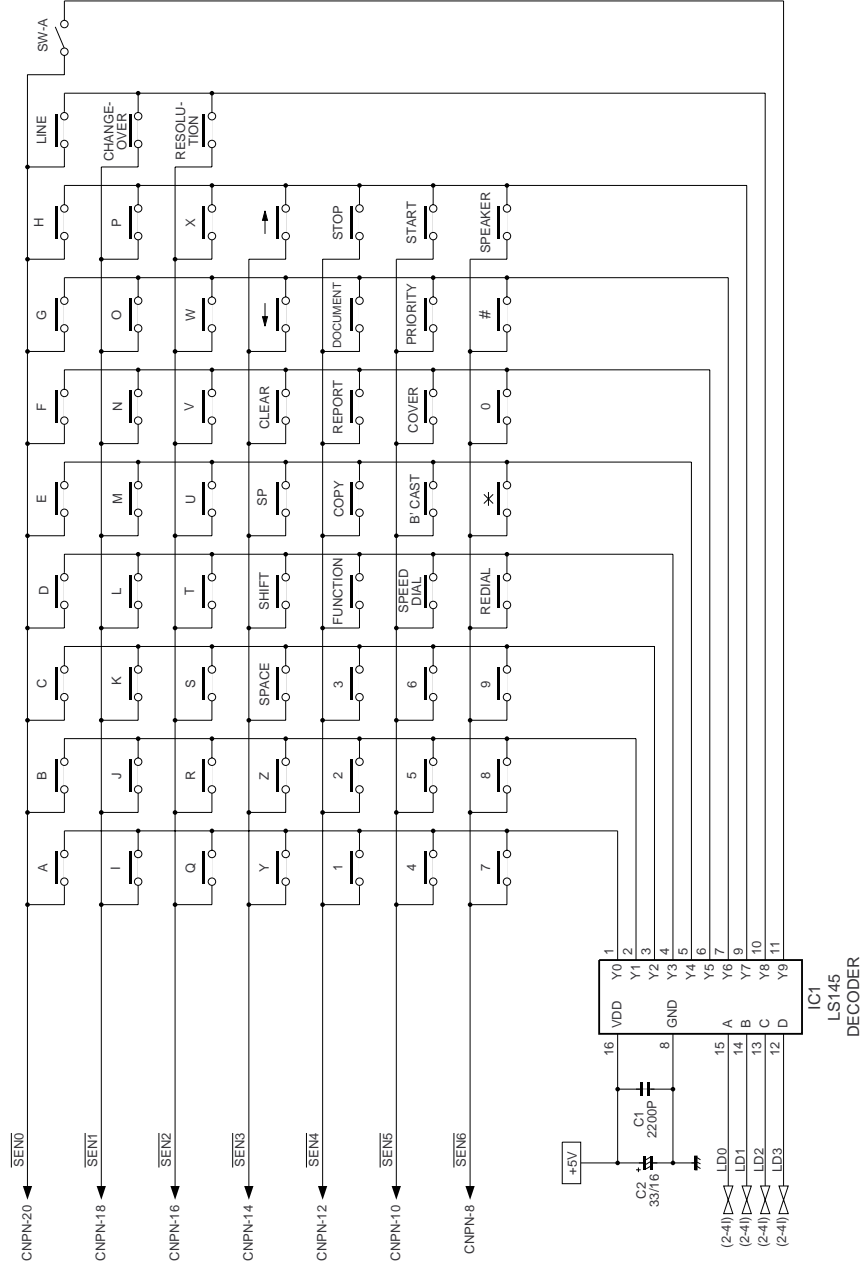 SW-A
LINE
CHANGE-
OVER
RESOLU-
TION
H
P
X
STOP
START
SPEAKER
G
O
W
DOCUMENT
PRIORITY
#
F
N
V
CLEAR
REPORT
COVER
0
E
M
U
SP
COPY
B' CAST
*
D
L
T
SHIFT
FUNCTION
SPEED
DIAL
REDIAL
C
K
S
SPACE
3
6
9
B
J
R
Z
2
5
8
A
I
Q
Y
1
4
7
SEN0
SEN1
SEN2
SEN3
SEN4
SEN5
SEN6
CNPN-20
CNPN-18
CNPN-16
CNPN-14
CNPN-12
CNPN-10
CNPN-8
1
2
3
4
5
6
7
9
10
11
Y0
Y1
Y2
Y3
Y4
Y5
Y6
Y7
Y8
Y9
VDD
GND
A
B
C
D
16
8
15
14
13
12
IC1
LS145
DECODER
C1
2200P
+5V
+
C2
33/16
LD0
LD1
LD2
LD3
(2-4I)
(2-4I)
(2-4I)
(2-4I)